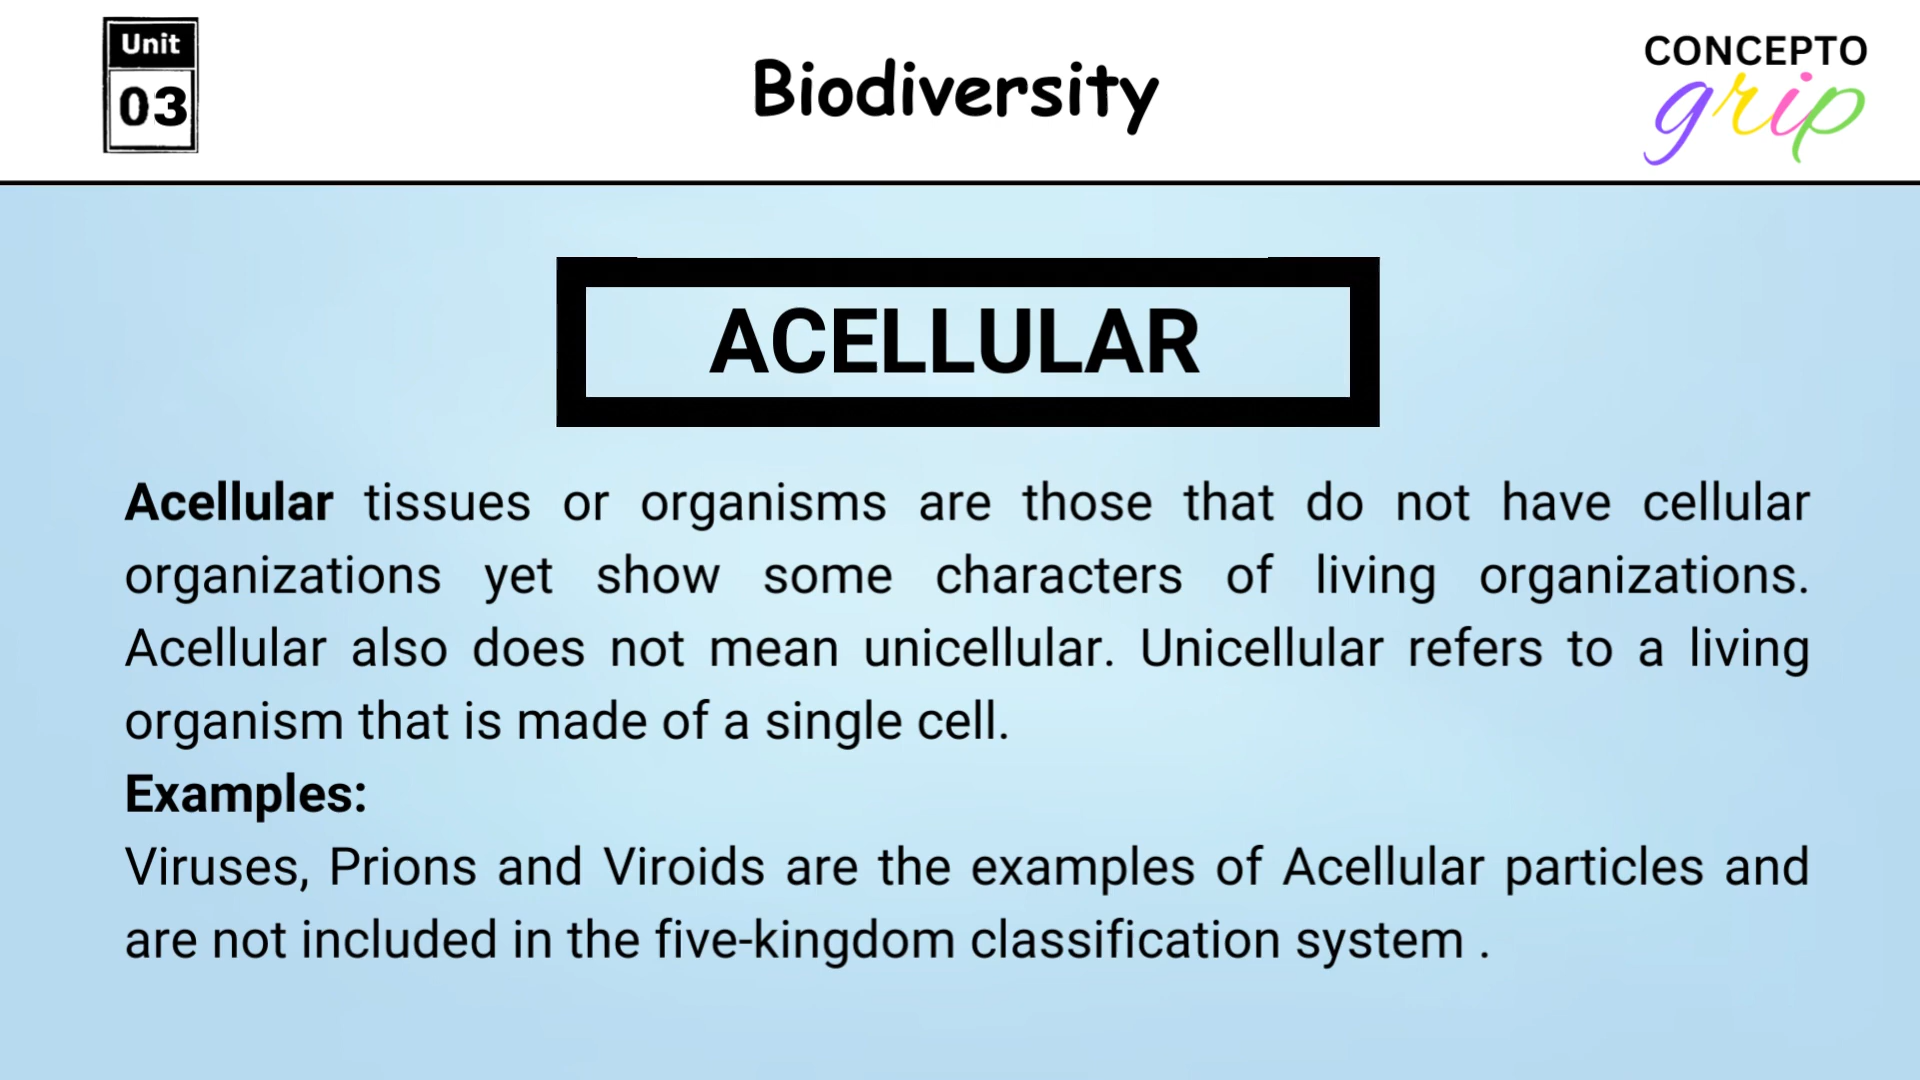 Unit
03
Biodiversity
CONCEPTO
grip
ACELLULAR
Acellular tissues or organisms are those that do not have cellular
organizations yet show some characters of living organizations.
Acellular also does not mean unicellular. Unicellular refers to a living
organism that is made of a single cell.
Examples:
Viruses, Prions and Viroids are the examples of Acellular particles and
are not included in the five-kingdom classification system .